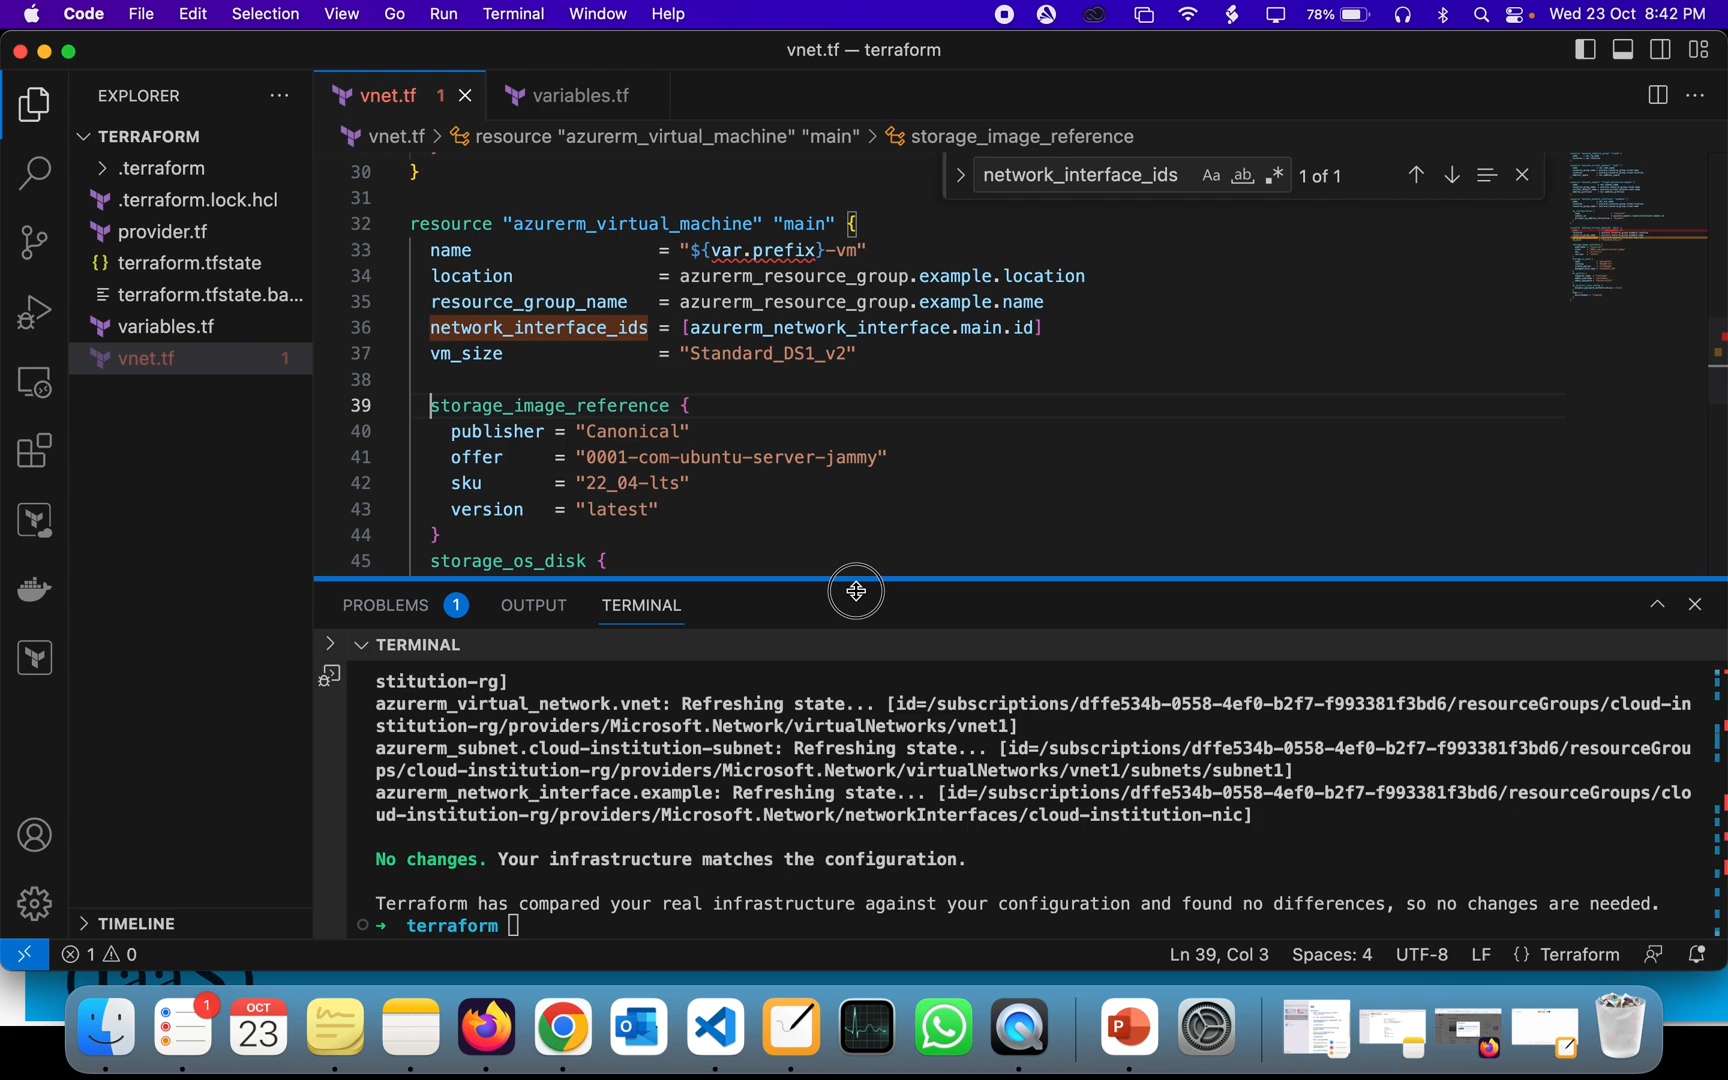 Code File Edit Selection View Go Run Terminal Window Help 78% Wed 23 Oct 8:42 PM
vnet.tf — terraform
EXPLORER
TERRAFORM
.terraform
.terraform.lock.hcl
provider.tf
{} terraform.tfstate
terraform.tfstate.ba...
variables.tf
vnet.tf 1
TIMELINE
vnet.tf 1
variables.tf
vnet.tf > resource "azurerm_virtual_machine" "main" > storage_image_reference
network_interface_ids Aa ab 1 of 1
30 }
31
32 resource "azurerm_virtual_machine" "main" {
33 name = "${var.prefix}-vm"
34 location = azurerm_resource_group.example.location
35 resource_group_name = azurerm_resource_group.example.name
36 network_interface_ids = [azurerm_network_interface.main.id]
37 vm_size = "Standard_DS1_v2"
38
39 storage_image_reference {
40 publisher = "Canonical"
41 offer = "0001-com-ubuntu-server-jammy"
42 sku = "22_04-lts"
43 version = "latest"
44 }
45 storage_os_disk {
PROBLEMS 1 OUTPUT TERMINAL
TERMINAL
stitution-rg]
azurerm_virtual_network.vnet: Refreshing state... [id=/subscriptions/dffe534b-0558-4ef0-b2f7-f993381f3bd6/resourceGroups/cloud-in
stitution-rg/providers/Microsoft.Network/virtualNetworks/vnet1]
azurerm_subnet.cloud-institution-subnet: Refreshing state... [id=/subscriptions/dffe534b-0558-4ef0-b2f7-f993381f3bd6/resourceGrou
ps/cloud-institution-rg/providers/Microsoft.Network/virtualNetworks/vnet1/subnets/subnet1]
azurerm_network_interface.example: Refreshing state... [id=/subscriptions/dffe534b-0558-4ef0-b2f7-f993381f3bd6/resourceGroups/clo
ud-institution-rg/providers/Microsoft.Network/networkInterfaces/cloud-institution-nic]
No changes. Your infrastructure matches the configuration.
Terraform has compared your real infrastructure against your configuration and found no differences, so no changes are needed.
→ terraform
1 0 Ln 39, Col 3 Spaces: 4 UTF-8 LF {} Terraform
1
OCT
23